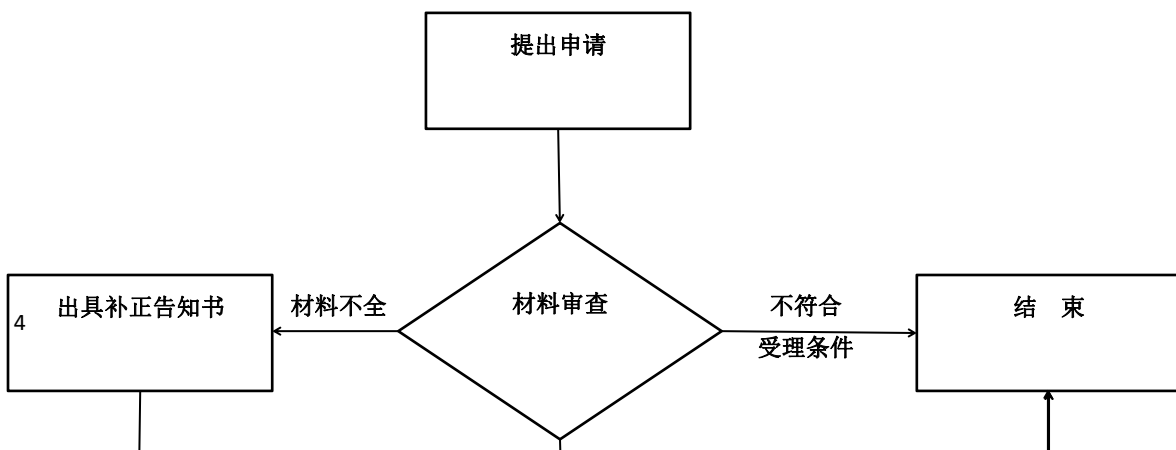 提出申请
出具补正告知书
4
材料不全
材料审查
不符合
受理条件
结 束